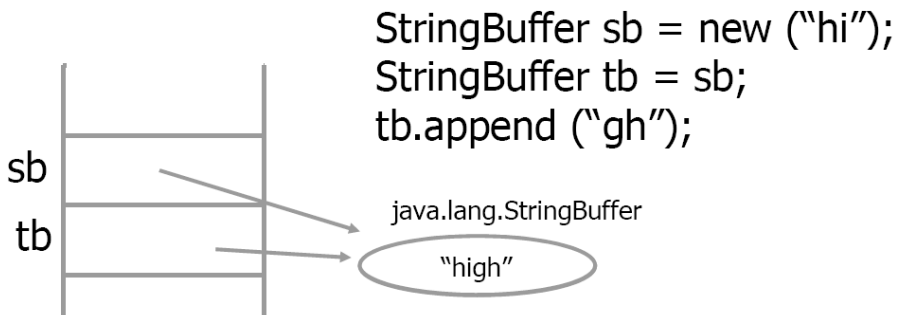 StringBuffer sb = new (“hi”);
StringBuffer tb = sb;
tb.append (“gh”);
sb
tb
java.lang.StringBuffer
“high”